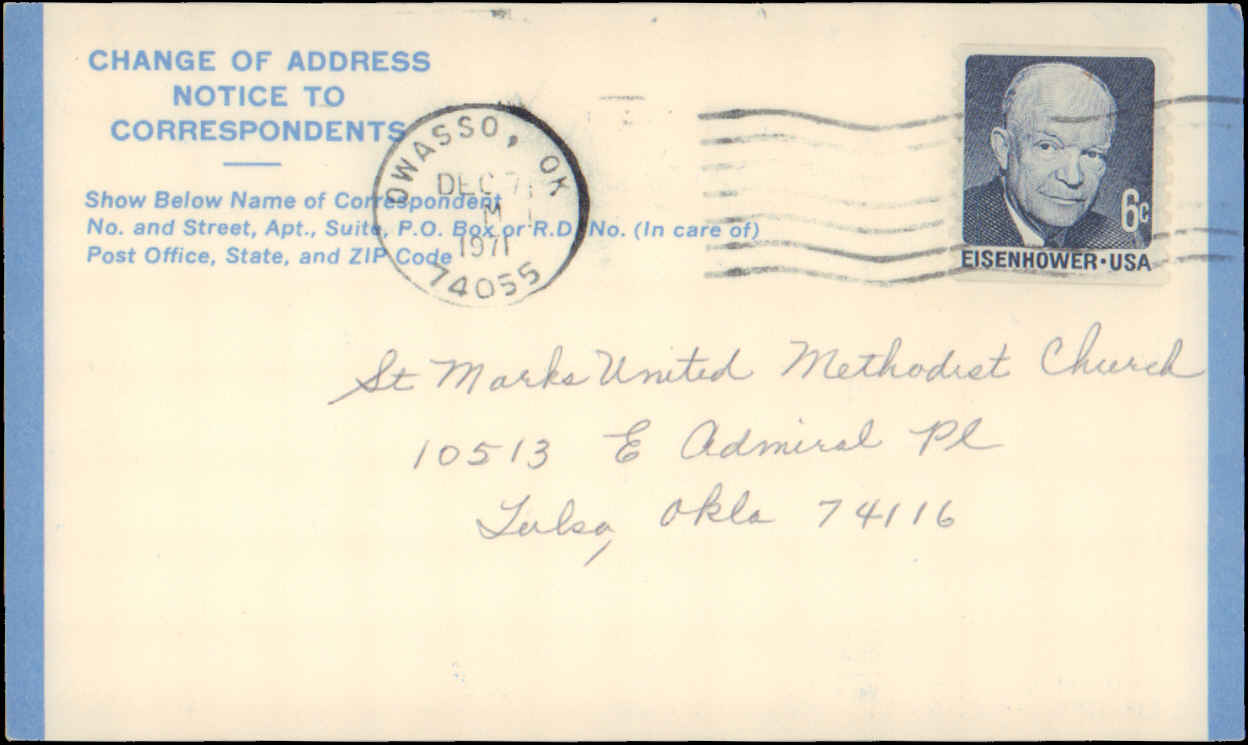 CHANGE OF ADDRESS
NOTICE TO
CORRESPONDENTS
Show Below Name of Correspondent
No. and Street, Apt., Suite, P.O. Box or R.D. No. (In care of)
Post Office, State, and ZIP Code
OWASSO, OK
DEC 7
M
1971
74055
6c
EISENHOWER·USA
St Marks United Methodist Church
10513 E Admiral Pl
Tulsa, Okla 74116